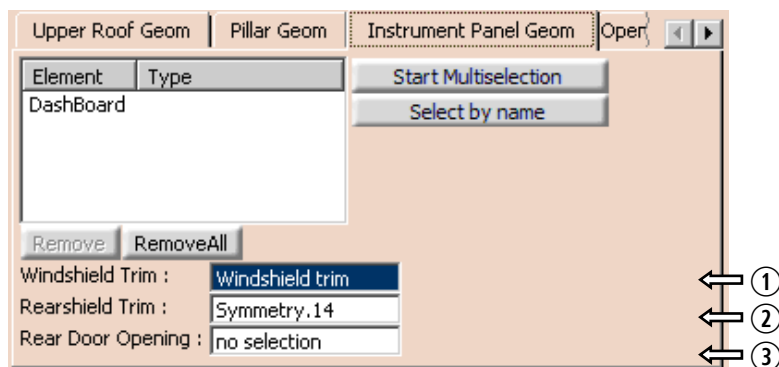 Upper Roof Geom Pillar Geom Instrument Panel Geom Oper
Element Type
DashBoard
Start Multiselection
Select by name
Remove RemoveAll
Windshield Trim : Windshield trim ①
Rearshield Trim : Symmetry.14 ②
Rear Door Opening : no selection ③